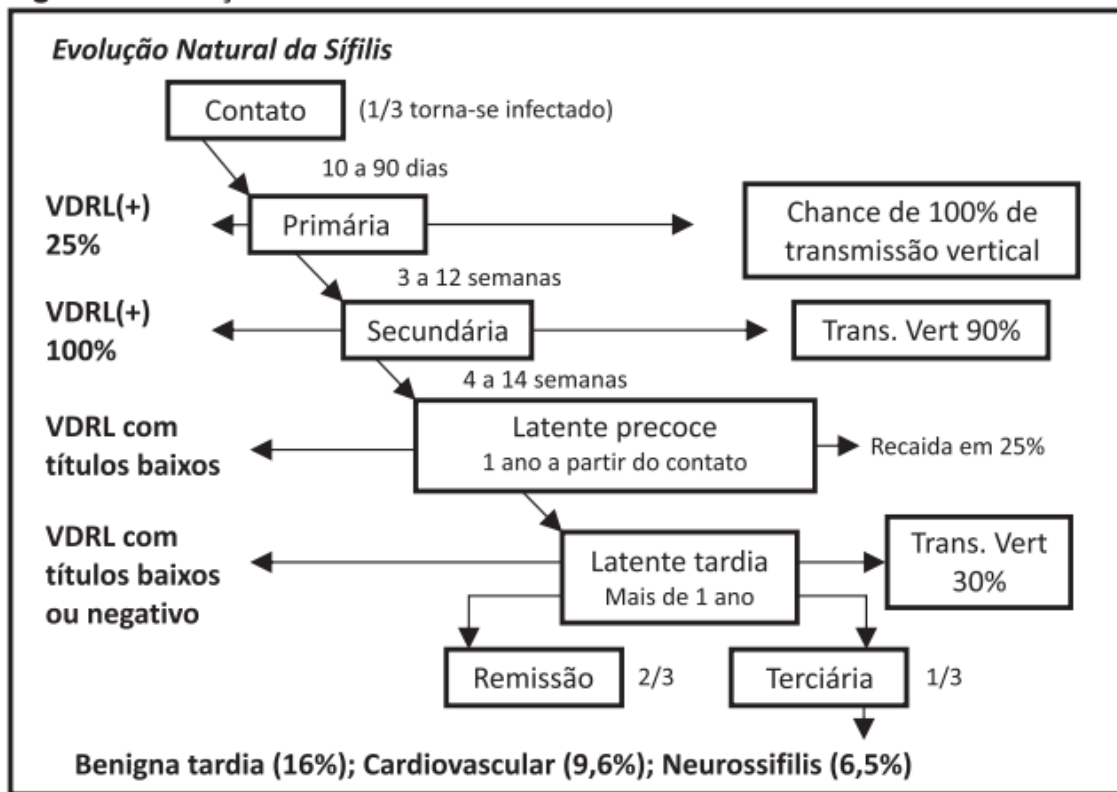 Evolução Natural da Sífilis
Contato
(1/3 torna-se infectado)
10 a 90 dias
VDRL(+)
25%
Primária
Chance de 100% de
transmissão vertical
3 a 12 semanas
VDRL(+)
100%
Secundária
Trans. Vert 90%
4 a 14 semanas
VDRL com
títulos baixos
Latente precoce
1 ano a partir do contato
Recaida em 25%
VDRL com
títulos baixos
ou negativo
Latente tardia
Mais de 1 ano
Trans. Vert
30%
Remissão
2/3
Terciária
1/3
Benigna tardia (16%); Cardiovascular (9,6%); Neurossifilis (6,5%)